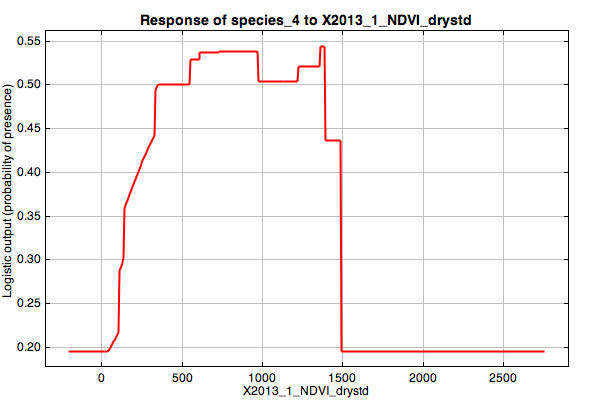 Response of species_4 to X2013_1_NDVI_drystd
Logistic output (probability of presence)
0.55
0.50
0.45
0.40
0.35
0.30
0.25
0.20
0 500 1000 1500 2000 2500
X2013_1_NDVI_drystd